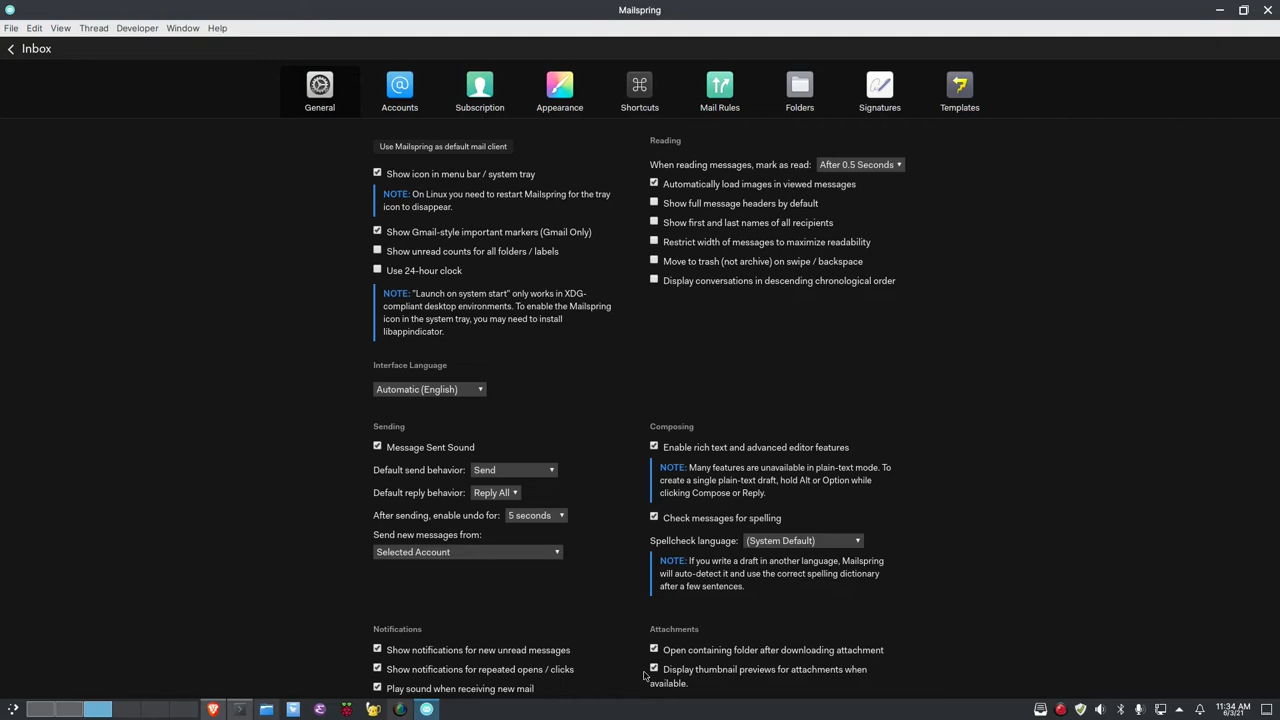 Mailspring
File Edit View Thread Developer Window Help
Inbox
General Accounts Subscription Appearance Shortcuts Mail Rules Folders Signatures Templates
Use Mailspring as default mail client
Show icon in menu bar / system tray
NOTE: On Linux you need to restart Mailspring for the tray
icon to disappear.
Show Gmail-style important markers (Gmail Only)
Show unread counts for all folders / labels
Use 24-hour clock
NOTE: "Launch on system start" only works in XDG-
compliant desktop environments. To enable the Mailspring
icon in the system tray, you may need to install
libappindicator.
Reading
When reading messages, mark as read: After 0.5 Seconds
Automatically load images in viewed messages
Show full message headers by default
Show first and last names of all recipients
Restrict width of messages to maximize readability
Move to trash (not archive) on swipe / backspace
Display conversations in descending chronological order
Interface Language
Automatic (English)
Sending
Message Sent Sound
Default send behavior: Send
Default reply behavior: Reply All
After sending, enable undo for: 5 seconds
Send new messages from:
Selected Account
Composing
Enable rich text and advanced editor features
NOTE: Many features are unavailable in plain-text mode. To
create a single plain-text draft, hold Alt or Option while
clicking Compose or Reply.
Check messages for spelling
Spellcheck language: (System Default)
NOTE: If you write a draft in another language, Mailspring
will auto-detect it and use the correct spelling dictionary
after a few sentences.
Notifications
Show notifications for new unread messages
Show notifications for repeated opens / clicks
Play sound when receiving new mail
Attachments
Open containing folder after downloading attachment
Display thumbnail previews for attachments when
available.
11:34 AM
6/3/21